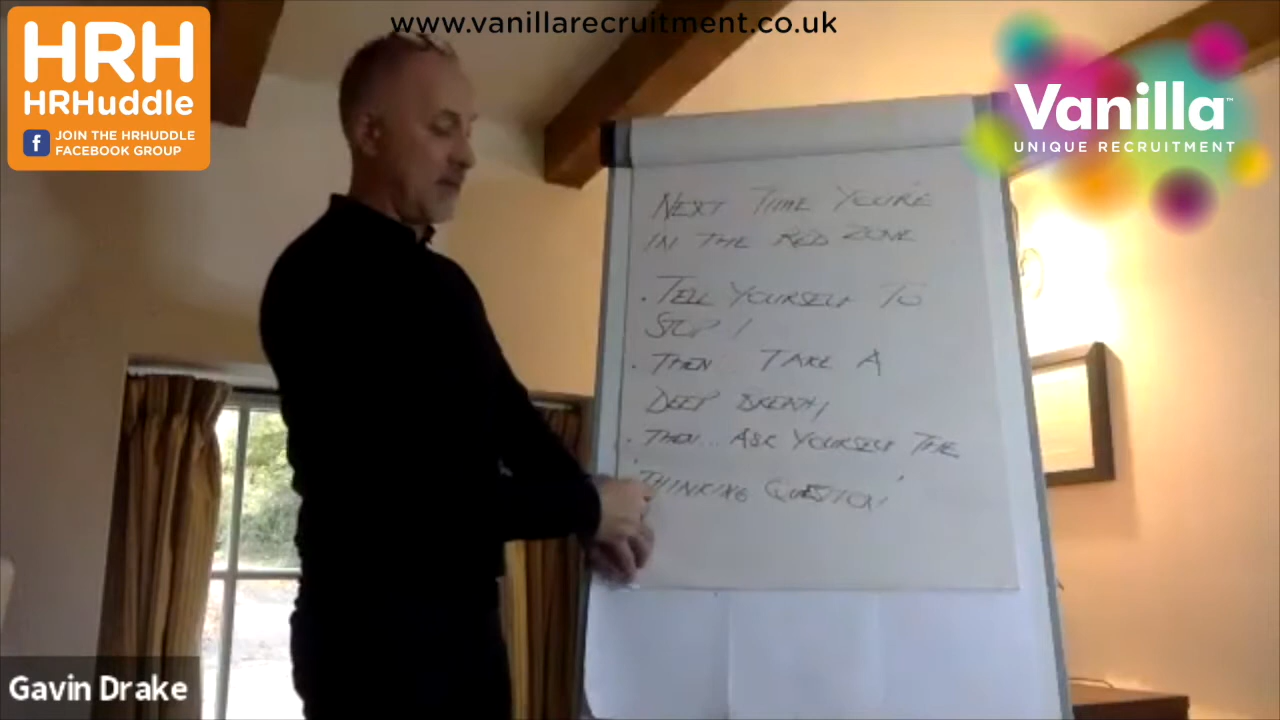 www.vanillarecruitment.co.uk
HRH
HRHuddle
f JOIN THE HRHUDDLE
FACEBOOK GROUP
Vanilla™
UNIQUE RECRUITMENT
NEXT TIME YOU'RE
IN THE RED ZONE
• TELL YOURSELF TO
STOP!
• THEN TAKE A
DEEP BREATH,
• THEN... ASK YOURSELF THE
'THINKING QUESTION'
Gavin Drake